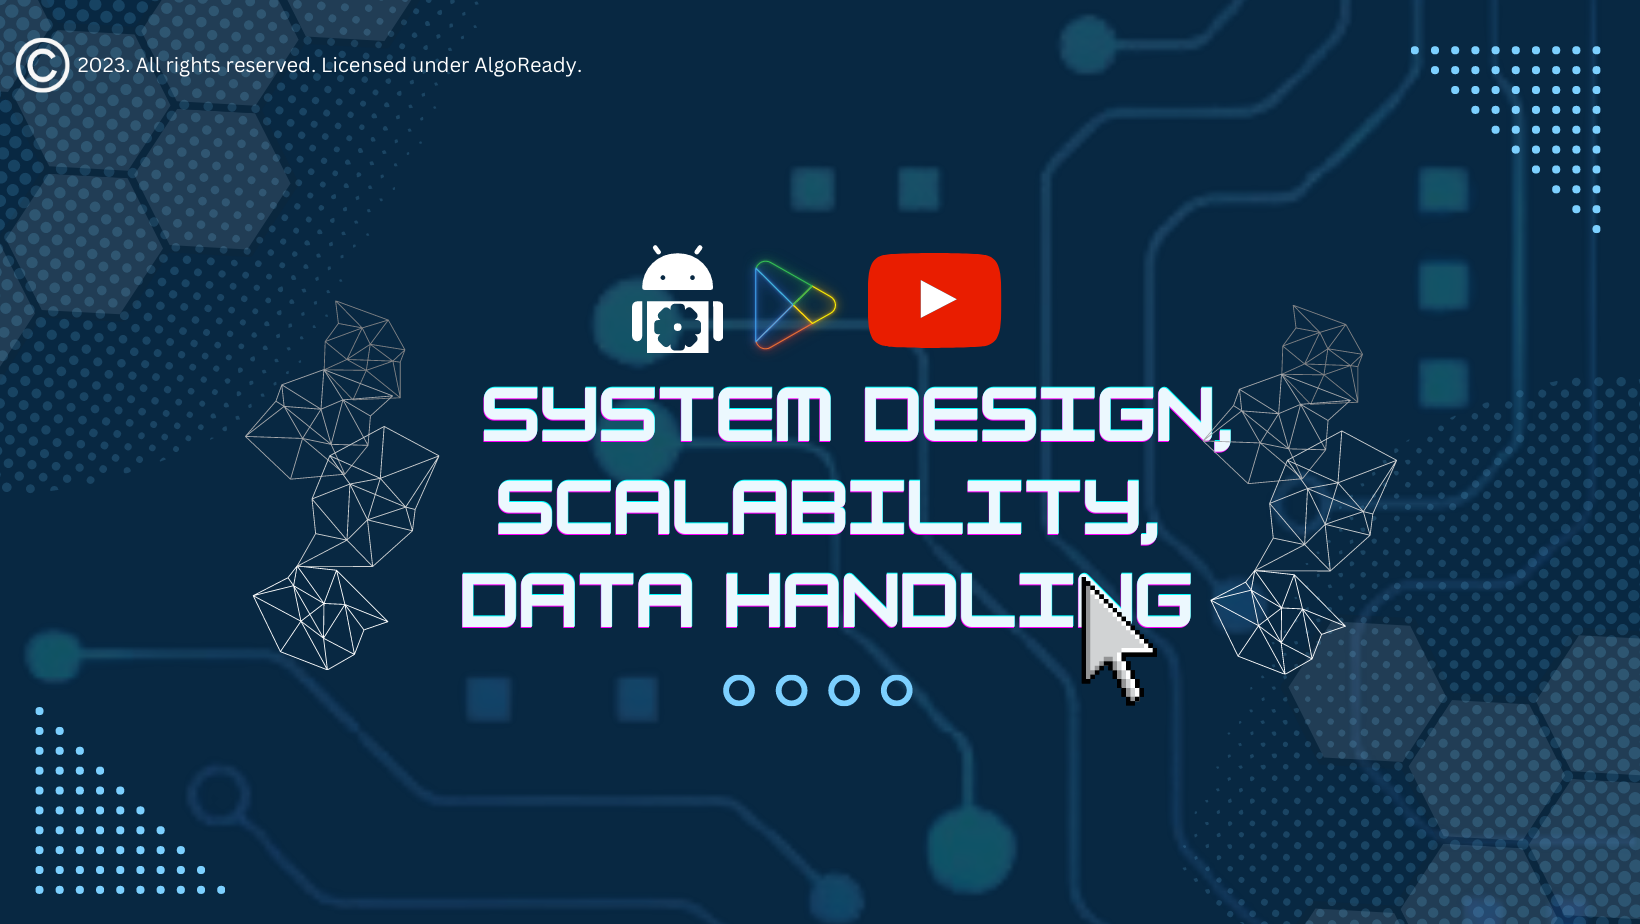 © 2023. All rights reserved. Licensed under AlgoReady.
SYSTEM DESIGN,
SCALABILITY,
DATA HANDLING